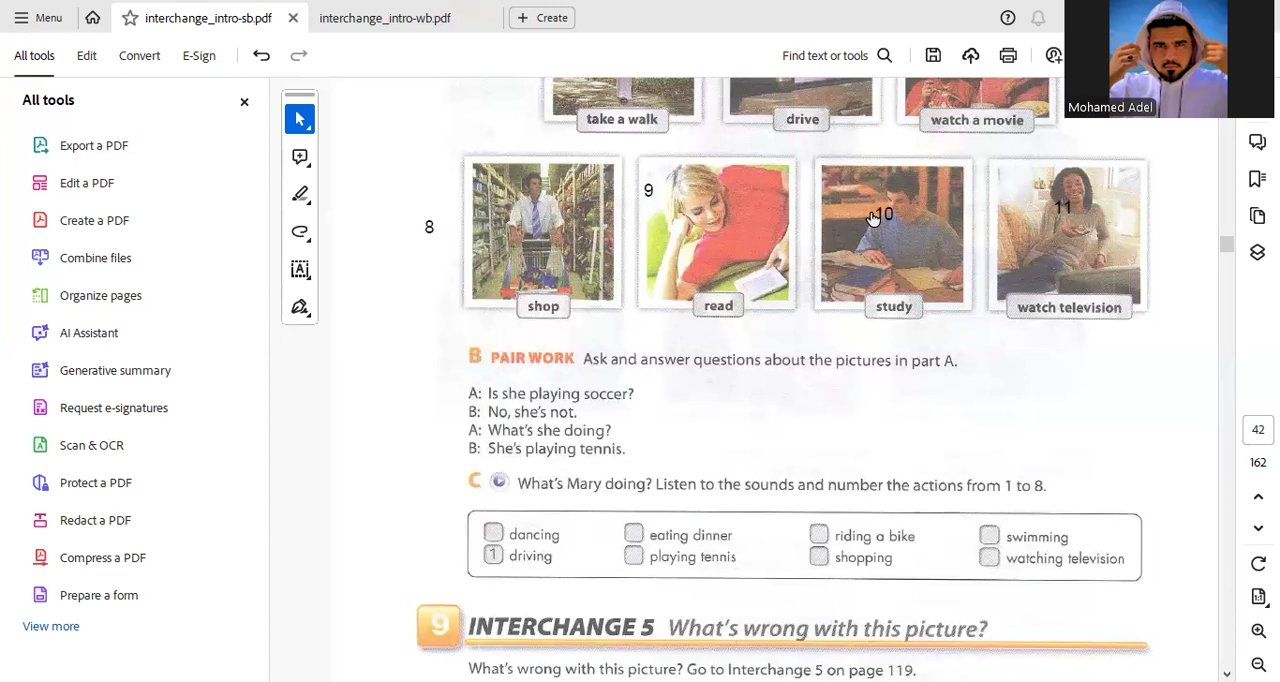 Menu
interchange_intro-sb.pdf
interchange_intro-wb.pdf
Create
All tools
Edit
Convert
E-Sign
Find text or tools
Mohamed Adel
All tools
Export a PDF
Edit a PDF
Create a PDF
Combine files
Organize pages
AI Assistant
Generative summary
Request e-signatures
Scan & OCR
Protect a PDF
Redact a PDF
Compress a PDF
Prepare a form
View more
take a walk
drive
watch a movie
8
9
10
11
shop
read
study
watch television
B PAIR WORK Ask and answer questions about the pictures in part A.
A: Is she playing soccer?
B: No, she's not.
A: What's she doing?
B: She's playing tennis.
C What's Mary doing? Listen to the sounds and number the actions from 1 to 8.
dancing eating dinner riding a bike swimming
1 driving playing tennis shopping watching television
9 INTERCHANGE 5 What's wrong with this picture?
What's wrong with this picture? Go to Interchange 5 on page 119.
42
162